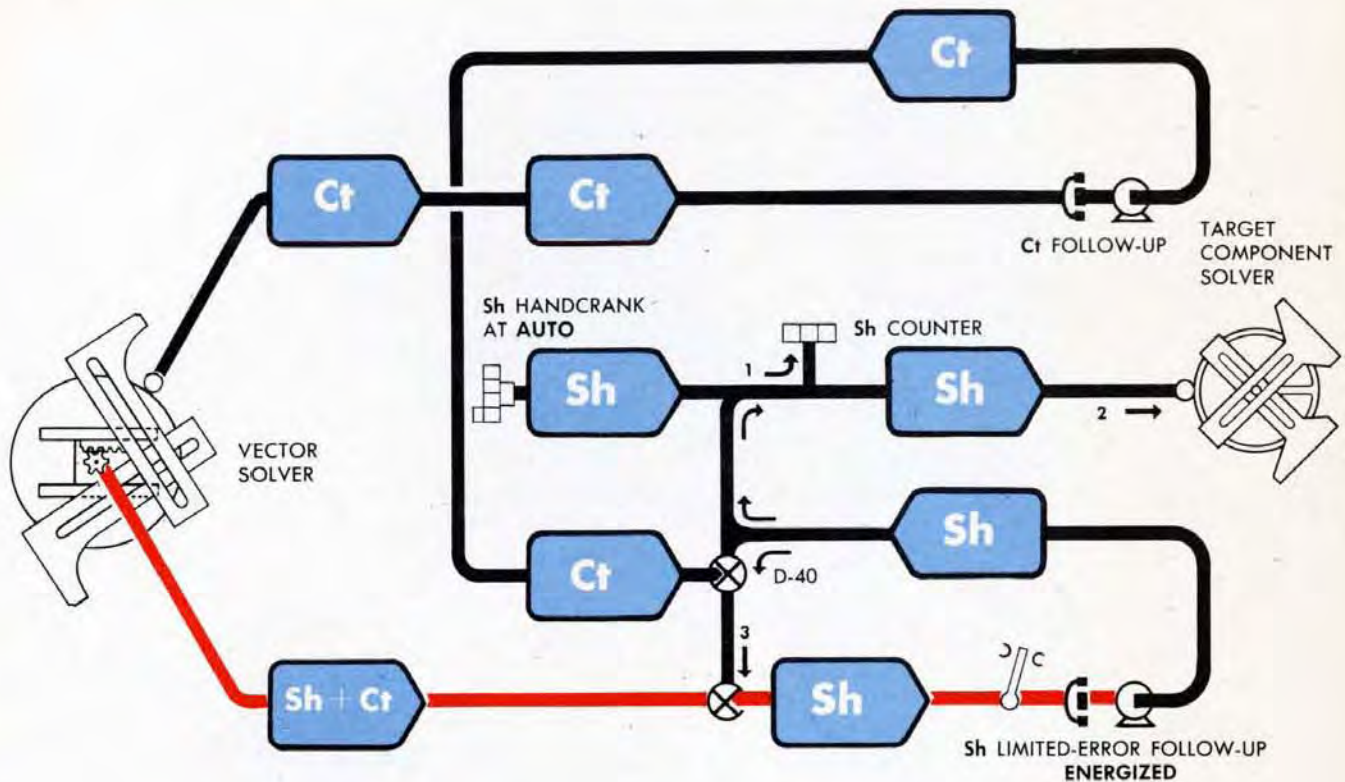 Ct
Ct
Ct
Ct FOLLOW-UP
TARGET
COMPONENT
SOLVER
Sh HANDCRANK
AT AUTO
Sh COUNTER
1
Sh
Sh
2
VECTOR
SOLVER
Sh
Ct
D-40
3
Sh + Ct
Sh
Sh LIMITED-ERROR FOLLOW-UP
ENERGIZED